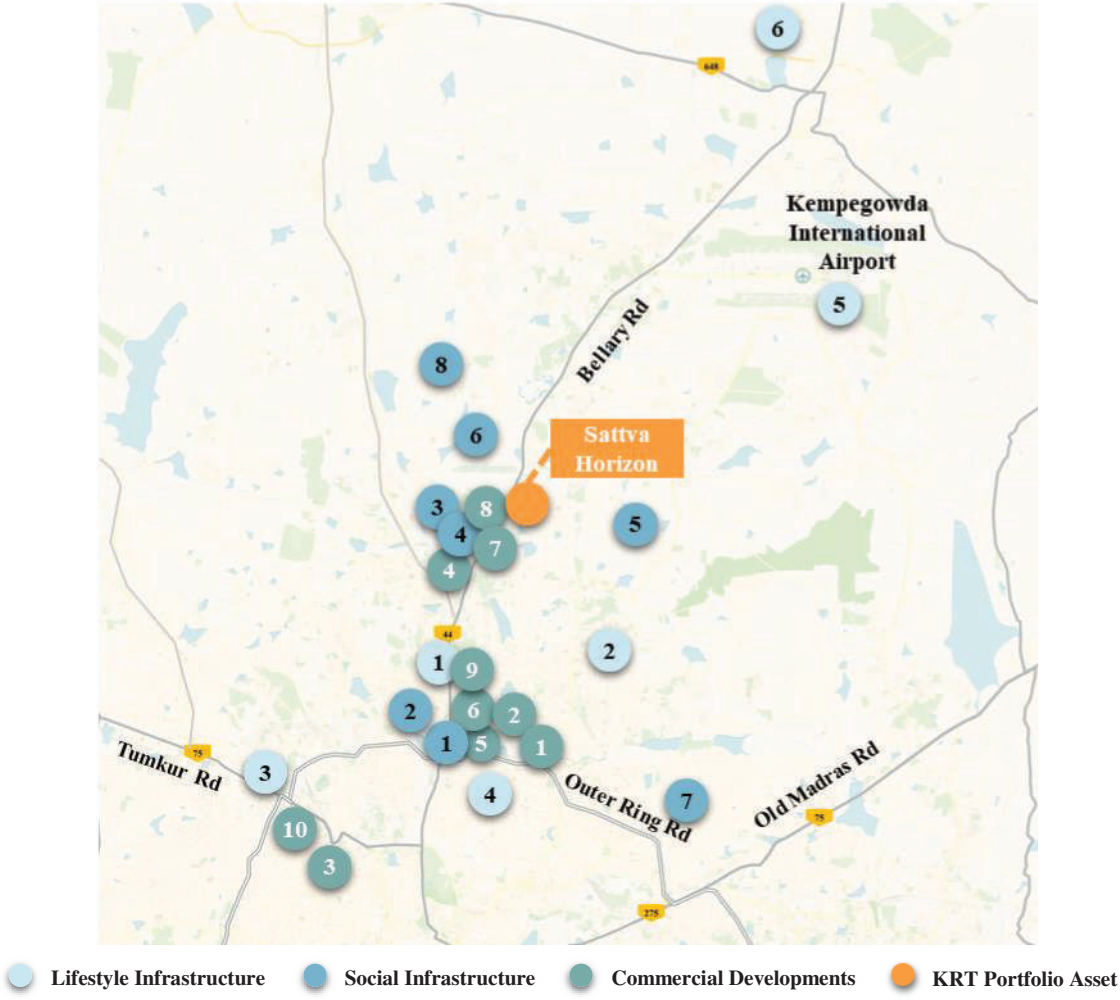 6
648
Kempegowda
International
Airport
5
Bellary Rd
8
6
Sattva
Horizon
3
8
4
7
5
4
44
1
9
2
2
6
2
1
5
1
75
Tumkur Rd
3
4
Outer Ring Rd
7
Old Madras Rd
75
10
3
275
Lifestyle Infrastructure
Social Infrastructure
Commercial Developments
KRT Portfolio Asset